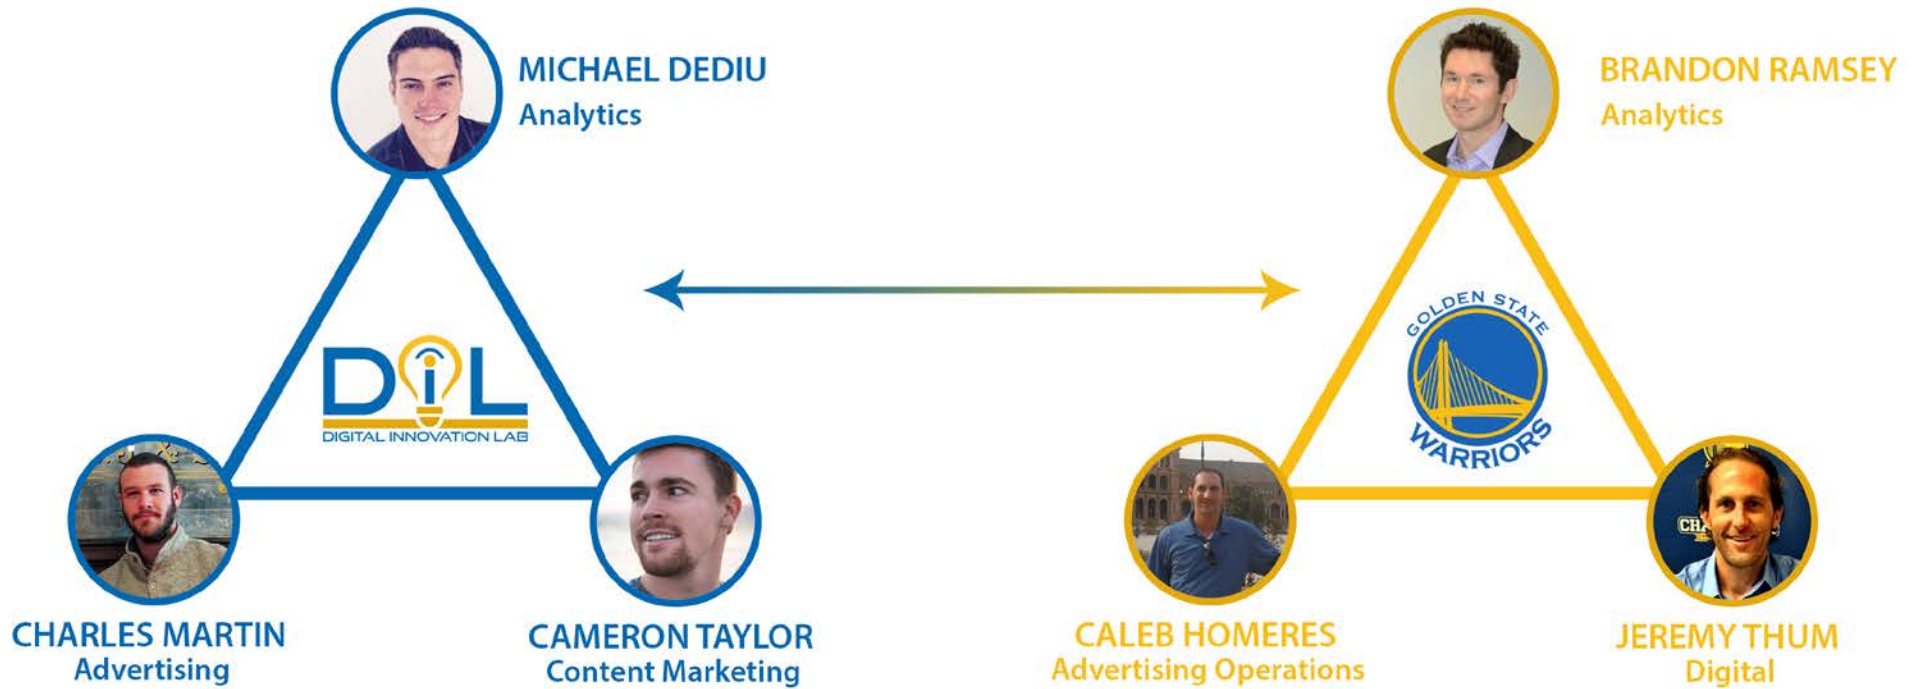 MICHAEL DEDIU
Analytics
BRANDON RAMSEY
Analytics
DiL
DIGITAL INNOVATION LAB
GOLDEN STATE
WARRIORS
CHARLES MARTIN
Advertising
CAMERON TAYLOR
Content Marketing
CALEB HOMERES
Advertising Operations
JEREMY THUM
Digital